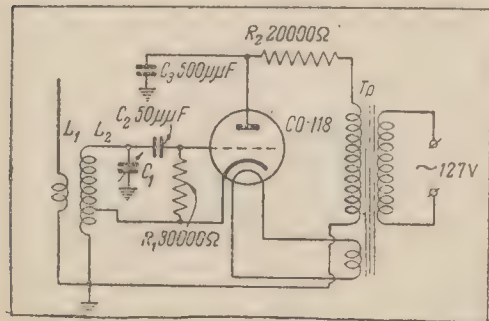 R₂ 20000Ω
C₃ 500μμF
Tp
C₂ 50μμF
CO-118
L₁ L₂
C₁
~127V
R₁ 30000Ω